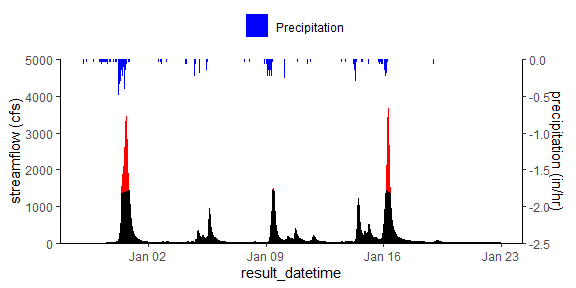 Precipitation
5000
4000
3000
2000
1000
0
streamflow (cfs)
0.0
-0.5
-1.0
-1.5
-2.0
-2.5
precipitation (in/hr)
Jan 02 Jan 09 Jan 16 Jan 23
result_datetime